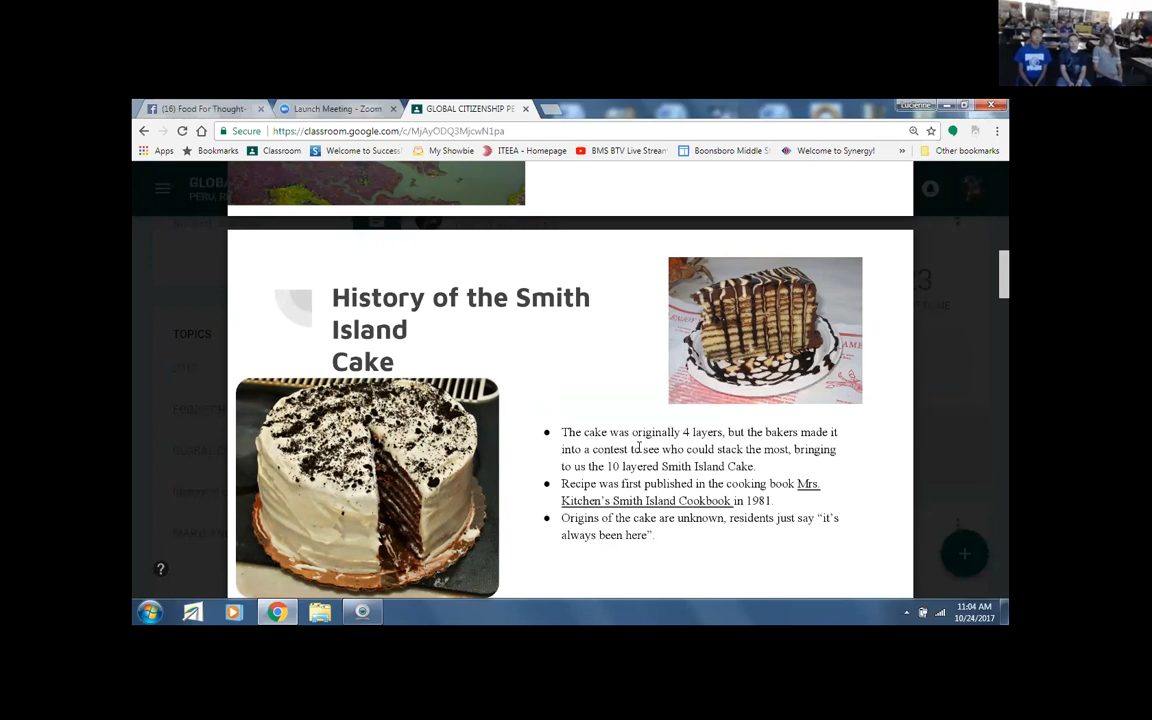 Lucienne
(16) Food For Thought-
Launch Meeting - Zoom
GLOBAL CITIZENSHIP PE
Secure
https://classroom.google.com/c/MjAyODQ3MjcwN1pa
Apps
Bookmarks
Classroom
Welcome to Success!
My Showbie
ITEEA - Homepage
BMS BTV Live Stream
Boonsboro Middle S
Welcome to Synergy!
»
Other bookmarks
GLOBA
PERU,
TOPICS
History of the Smith
Island
Cake
● The cake was originally 4 layers, but the bakers made it
into a contest to see who could stack the most, bringing
to us the 10 layered Smith Island Cake.
● Recipe was first published in the cooking book Mrs.
Kitchen's Smith Island Cookbook in 1981.
● Origins of the cake are unknown, residents just say “it's
always been here”.
?
11:04 AM
10/24/2017